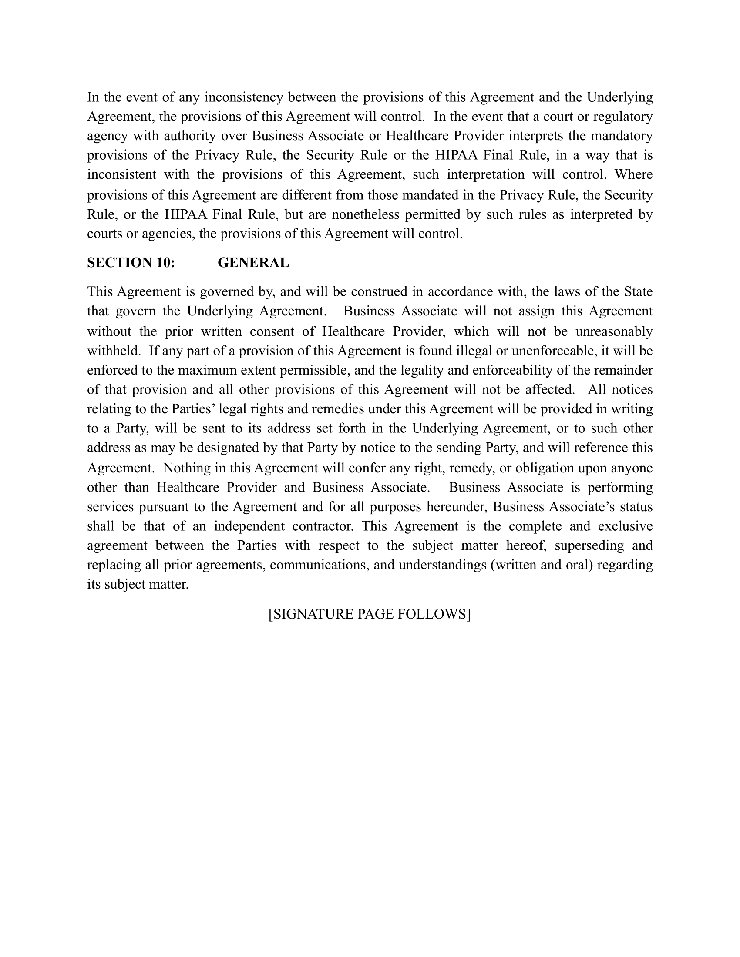 In the event of any inconsistency between the provisions of this Agreement and the Underlying
Agreement, the provisions of this Agreement will control.  In the event that a court or regulatory
agency with authority over Business Associate or Healthcare Provider interprets the mandatory
provisions of the Privacy Rule, the Security Rule or the HIPAA Final Rule, in a way that is
inconsistent with the provisions of this Agreement, such interpretation will control. Where
provisions of this Agreement are different from those mandated in the Privacy Rule, the Security
Rule, or the HIPAA Final Rule, but are nonetheless permitted by such rules as interpreted by
courts or agencies, the provisions of this Agreement will control.
SECTION 10: GENERAL
This Agreement is governed by, and will be construed in accordance with, the laws of the State
that govern the Underlying Agreement.  Business Associate will not assign this Agreement
without the prior written consent of Healthcare Provider, which will not be unreasonably
withheld.  If any part of a provision of this Agreement is found illegal or unenforceable, it will be
enforced to the maximum extent permissible, and the legality and enforceability of the remainder
of that provision and all other provisions of this Agreement will not be affected.  All notices
relating to the Parties’ legal rights and remedies under this Agreement will be provided in writing
to a Party, will be sent to its address set forth in the Underlying Agreement, or to such other
address as may be designated by that Party by notice to the sending Party, and will reference this
Agreement.  Nothing in this Agreement will confer any right, remedy, or obligation upon anyone
other than Healthcare Provider and Business Associate.  Business Associate is performing
services pursuant to the Agreement and for all purposes hereunder, Business Associate’s status
shall be that of an independent contractor. This Agreement is the complete and exclusive
agreement between the Parties with respect to the subject matter hereof, superseding and
replacing all prior agreements, communications, and understandings (written and oral) regarding
its subject matter.
[SIGNATURE PAGE FOLLOWS]